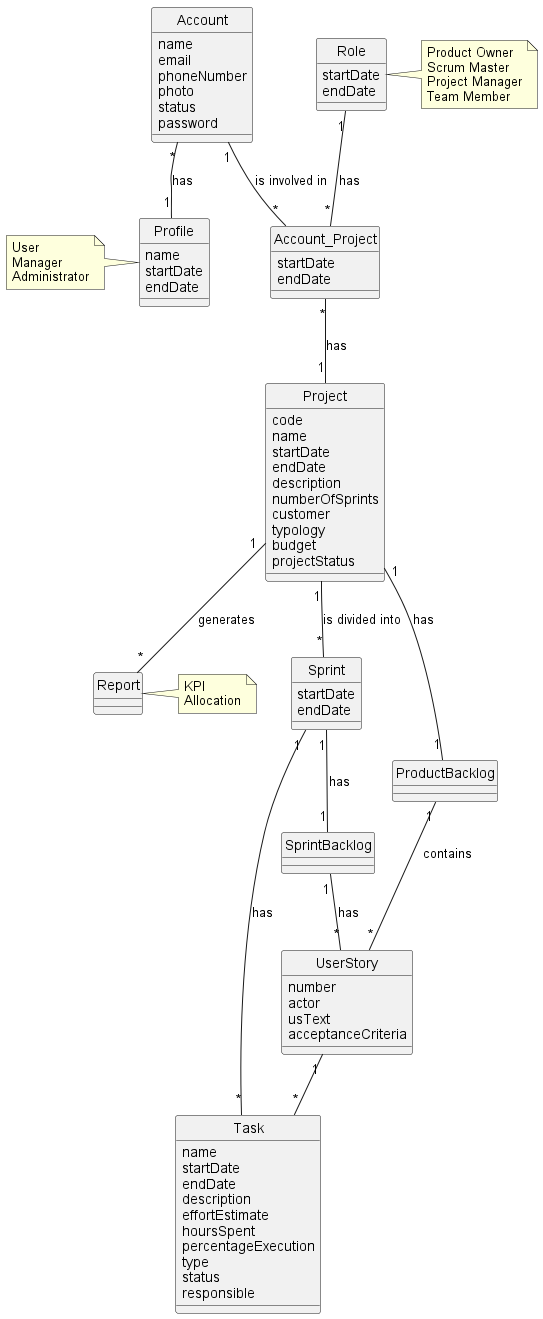 Account
name
email
phoneNumber
photo
status
password
Role
startDate
endDate
Product Owner
Scrum Master
Project Manager
Team Member
*
1
has
1
is involved in
*
1
has
*
User
Manager
Administrator
Profile
name
startDate
endDate
Account_Project
startDate
endDate
*
has
1
Project
code
name
startDate
endDate
description
numberOfSprints
customer
typology
budget
projectStatus
1
generates
*
1
is divided into
*
1
has
1
Report
KPI
Allocation
Sprint
startDate
endDate
ProductBacklog
1
has
*
1
has
1
1
contains
*
SprintBacklog
1
has
*
UserStory
number
actor
usText
acceptanceCriteria
1
*
Task
name
startDate
endDate
description
effortEstimate
hoursSpent
percentageExecution
type
status
responsible